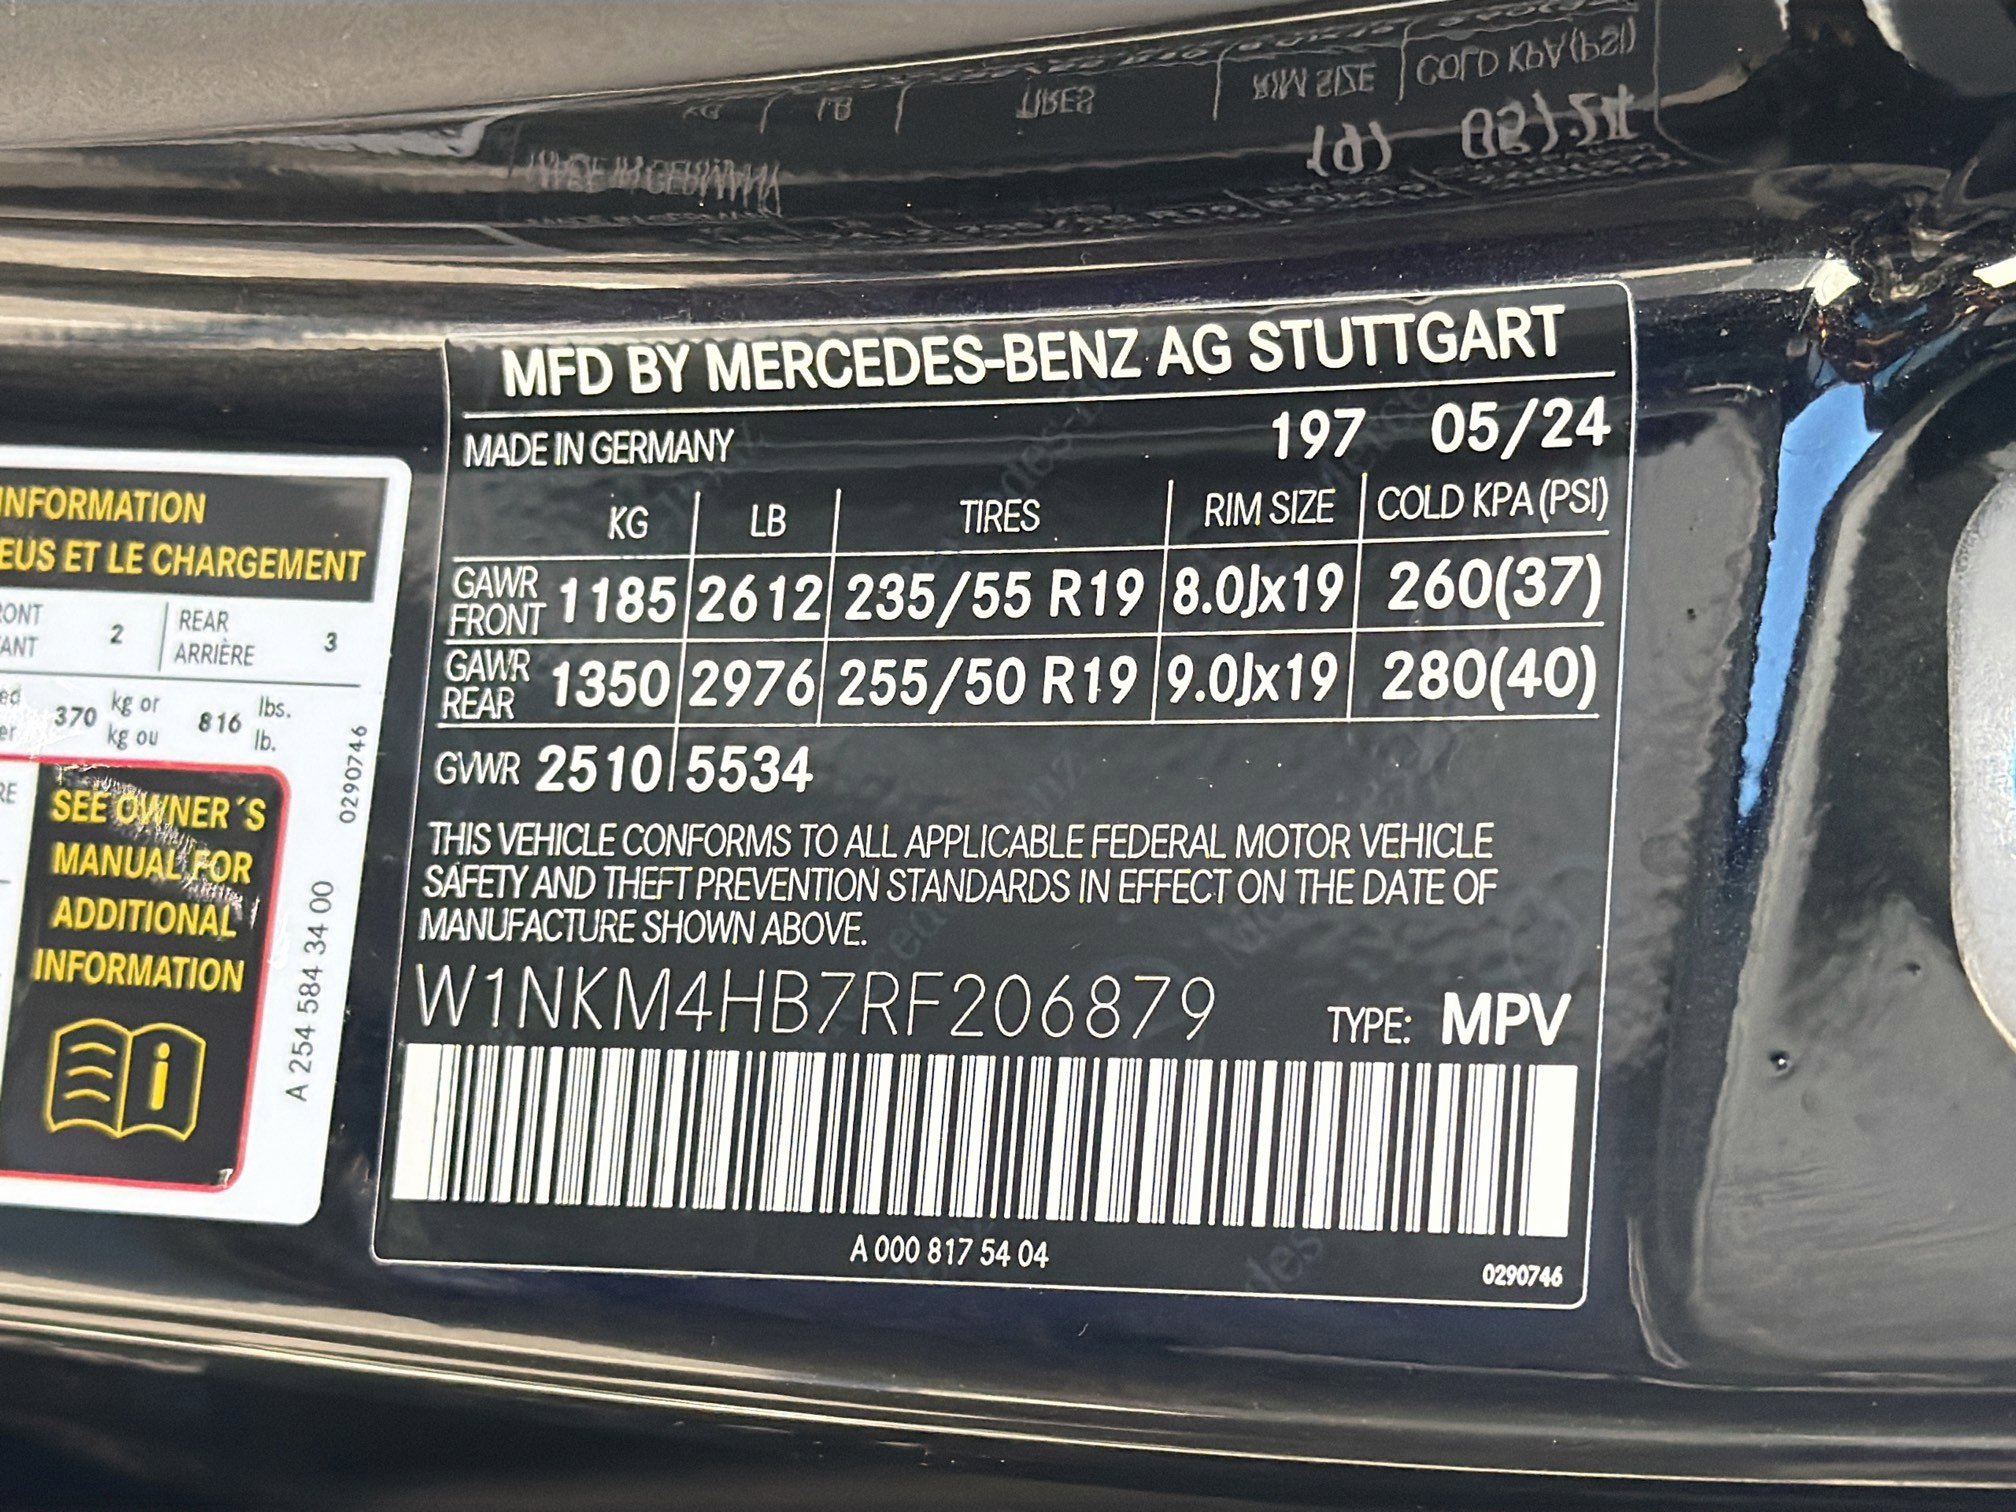 MFD BY MERCEDES-BENZ AG STUTTGART
MADE IN GERMANY 197 05/24
KG LB TIRES RIM SIZE COLD KPA (PSI)
GAWR FRONT 1185 2612 235/55 R19 8.0Jx19 260(37)
GAWR REAR 1350 2976 255/50 R19 9.0Jx19 280(40)
GVWR 2510 5534
THIS VEHICLE CONFORMS TO ALL APPLICABLE FEDERAL MOTOR VEHICLE
SAFETY AND THEFT PREVENTION STANDARDS IN EFFECT ON THE DATE OF
MANUFACTURE SHOWN ABOVE.
W1NKM4HB7RF206879 TYPE: MPV
A 000 817 54 04
0290746
INFORMATION
EUS ET LE CHARGEMENT
2 REAR ARRIÈRE 3
370 kg or kg ou 816 lbs. lb.
SEE OWNER´S
MANUAL FOR
ADDITIONAL
INFORMATION
A 254 584 34 00 0290746